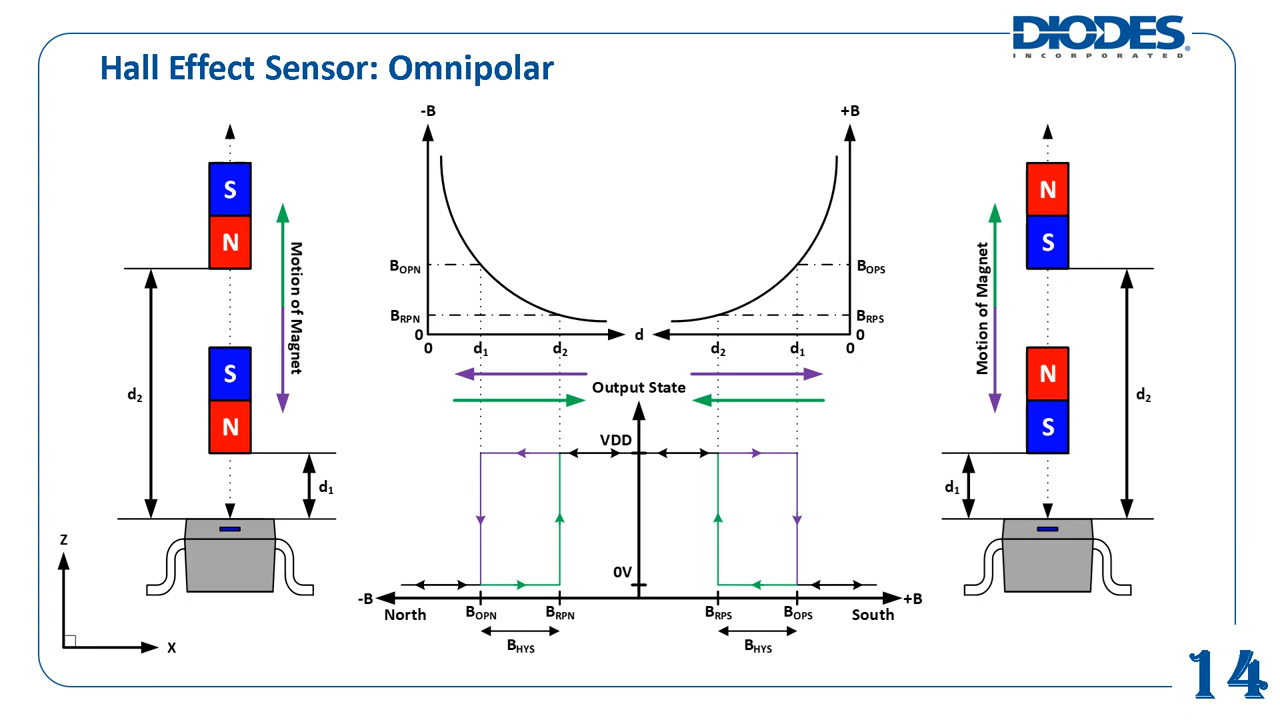 DIODES
INCORPORATED
Hall Effect Sensor: Omnipolar
-B
+B
S
N
Motion of Magnet
BOPN
BRPN
0
0
d1
d2
d
BOPS
BRPS
0
d2
d1
0
N
S
Motion of Magnet
S
N
d2
d1
Output State
VDD
0V
N
S
d1
d2
Z
X
-B
North
BOPN
BRPN
BHYS
BRPS
BOPS
BHYS
South
+B
14